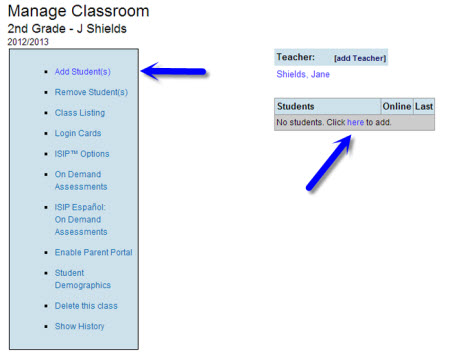 Manage Classroom
2nd Grade - J Shields
2012/2013
Add Student(s)
Remove Student(s)
Class Listing
Login Cards
ISIP™ Options
On Demand
Assessments
ISIP Español:
On Demand
Assessments
Enable Parent Portal
Student
Demographics
Delete this class
Show History
Teacher: [add Teacher]
Shields, Jane
Students Online Last
No students. Click here to add.